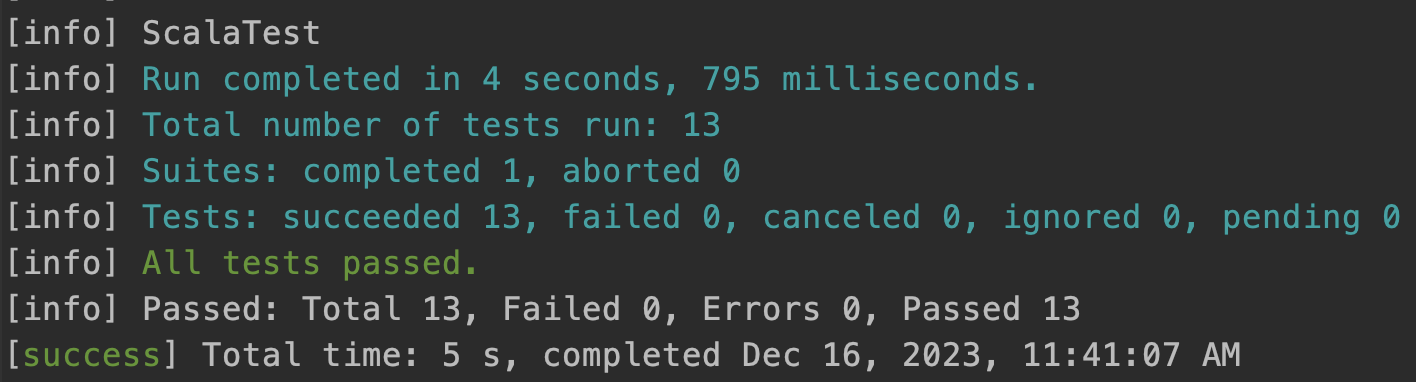 [info] ScalaTest
[info] Run completed in 4 seconds, 795 milliseconds.
[info] Total number of tests run: 13
[info] Suites: completed 1, aborted 0
[info] Tests: succeeded 13, failed 0, canceled 0, ignored 0, pending 0
[info] All tests passed.
[info] Passed: Total 13, Failed 0, Errors 0, Passed 13
[success] Total time: 5 s, completed Dec 16, 2023, 11:41:07 AM